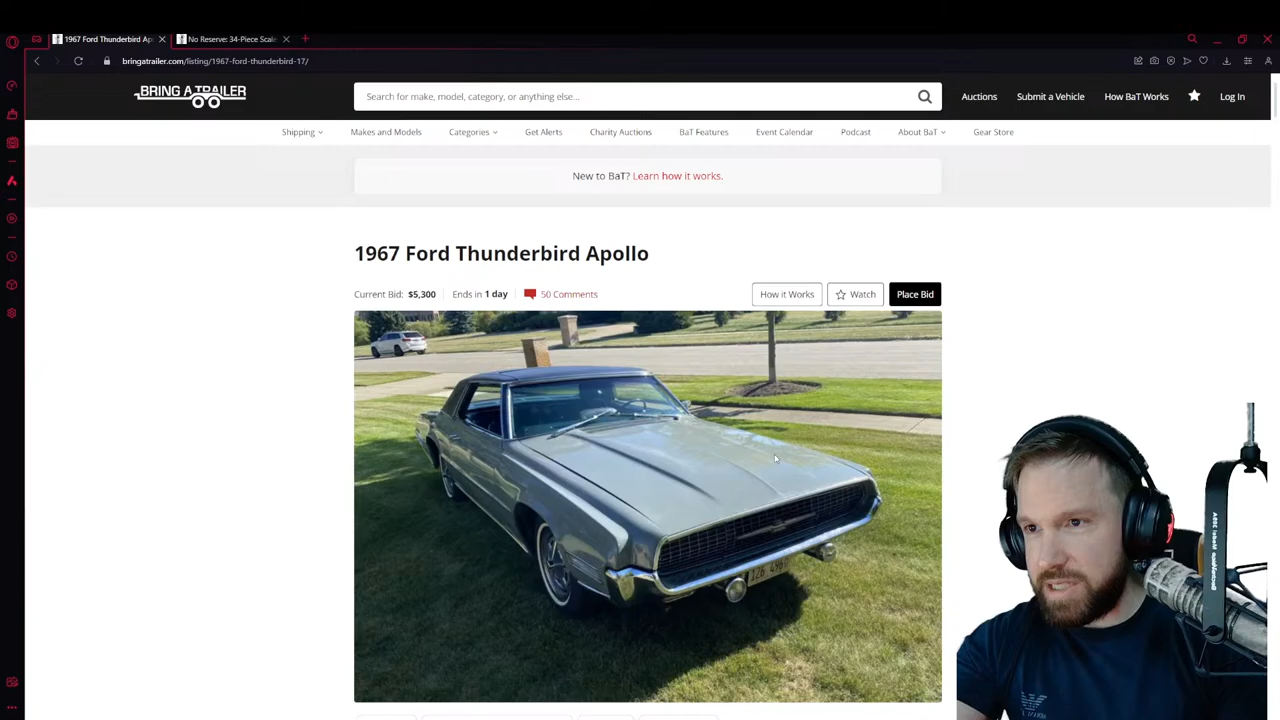 1967 Ford Thunderbird Ap
No Reserve: 34-Piece Scale
bringatrailer.com/listing/1967-ford-thunderbird-17/
BRING A TRAILER
Search for make, model, category, or anything else...
Auctions Submit a Vehicle How BaT Works Log In
Shipping Makes and Models Categories Get Alerts Charity Auctions BaT Features Event Calendar Podcast About BaT Gear Store
New to BaT? Learn how it works.
1967 Ford Thunderbird Apollo
Current Bid: $5,300 Ends in 1 day 50 Comments How it Works Watch Place Bid